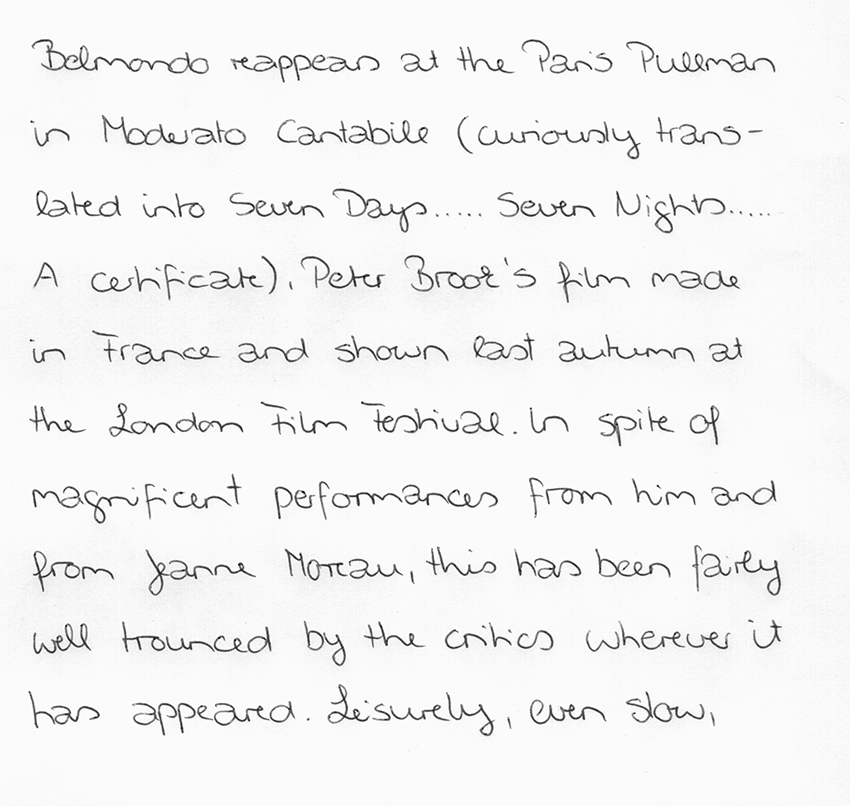 Belmondo reappears at the Paris Pullman
in Moderato Cantabile (curiously trans-
lated into Seven Days..... Seven Nights.....
A certificate), Peter Brook's film made
in France and shown last autumn at
the London Film Festival. In spite of
magnificent performances from him and
from Jeanne Moreau, this has been fairly
well trounced by the critics wherever it
has appeared. Leisurely, even slow,